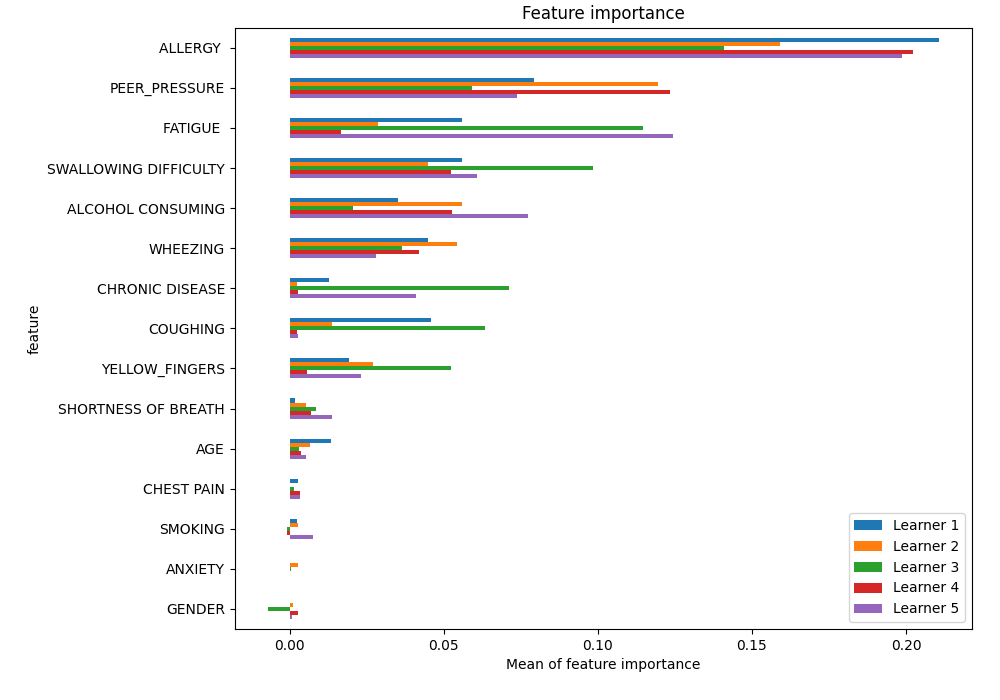 Feature importance
ALLERGY
PEER_PRESSURE
FATIGUE
SWALLOWING DIFFICULTY
ALCOHOL CONSUMING
WHEEZING
CHRONIC DISEASE
COUGHING
YELLOW_FINGERS
SHORTNESS OF BREATH
AGE
CHEST PAIN
SMOKING
ANXIETY
GENDER
feature
Learner 1
Learner 2
Learner 3
Learner 4
Learner 5
0.00 0.05 0.10 0.15 0.20
Mean of feature importance